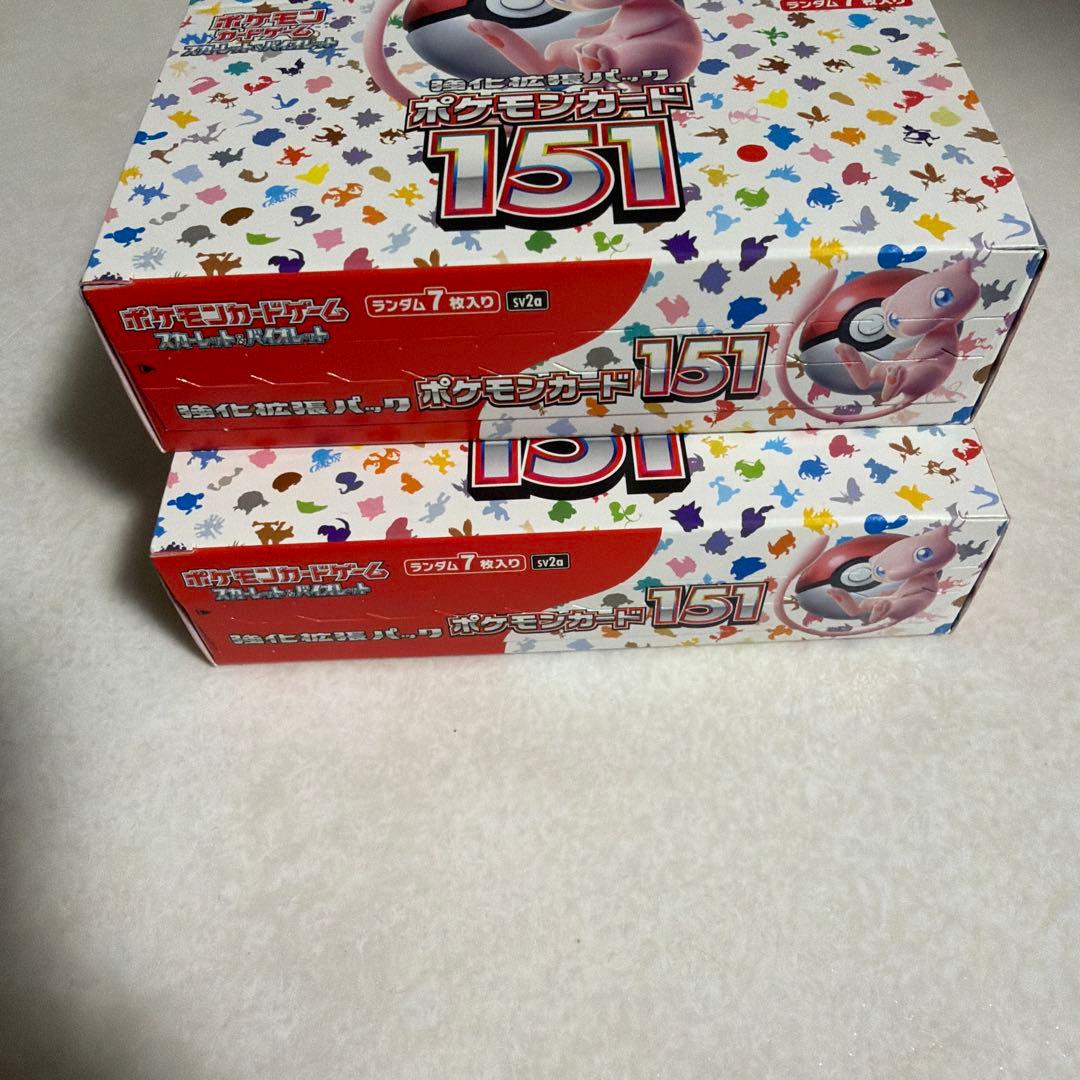 ポケモン
カードゲーム
スカーレット&バイオレット
ランダム7枚入り
強化拡張パック
ポケモンカード
151
ポケモンカードゲーム
スカーレット&バイオレット
ランダム7枚入り
sv2a
強化拡張パック
ポケモンカード151
151
ポケモンカードゲーム
スカーレット&バイオレット
ランダム7枚入り
sv2a
強化拡張パック
ポケモンカード151